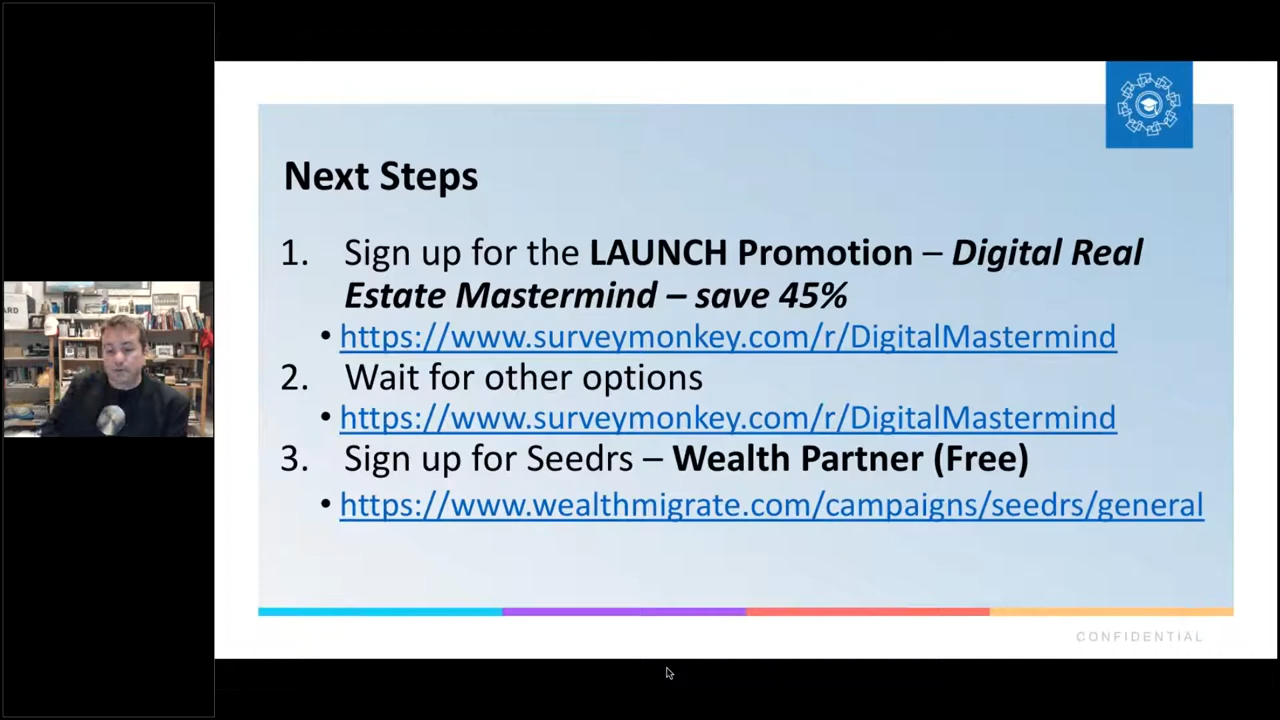 Next Steps
1. Sign up for the LAUNCH Promotion – Digital Real
Estate Mastermind – save 45%
• https://www.surveymonkey.com/r/DigitalMastermind
2. Wait for other options
• https://www.surveymonkey.com/r/DigitalMastermind
3. Sign up for Seedrs – Wealth Partner (Free)
• https://www.wealthmigrate.com/campaigns/seedrs/general
CONFIDENTIAL
ARD